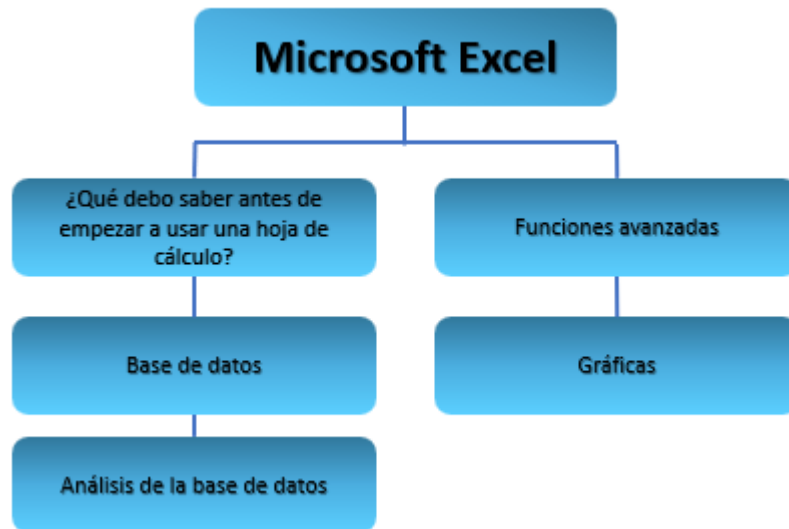 Microsoft Excel
¿Qué debo saber antes de
empezar a usar una hoja de
cálculo?
Funciones avanzadas
Base de datos
Gráficas
Análisis de la base de datos